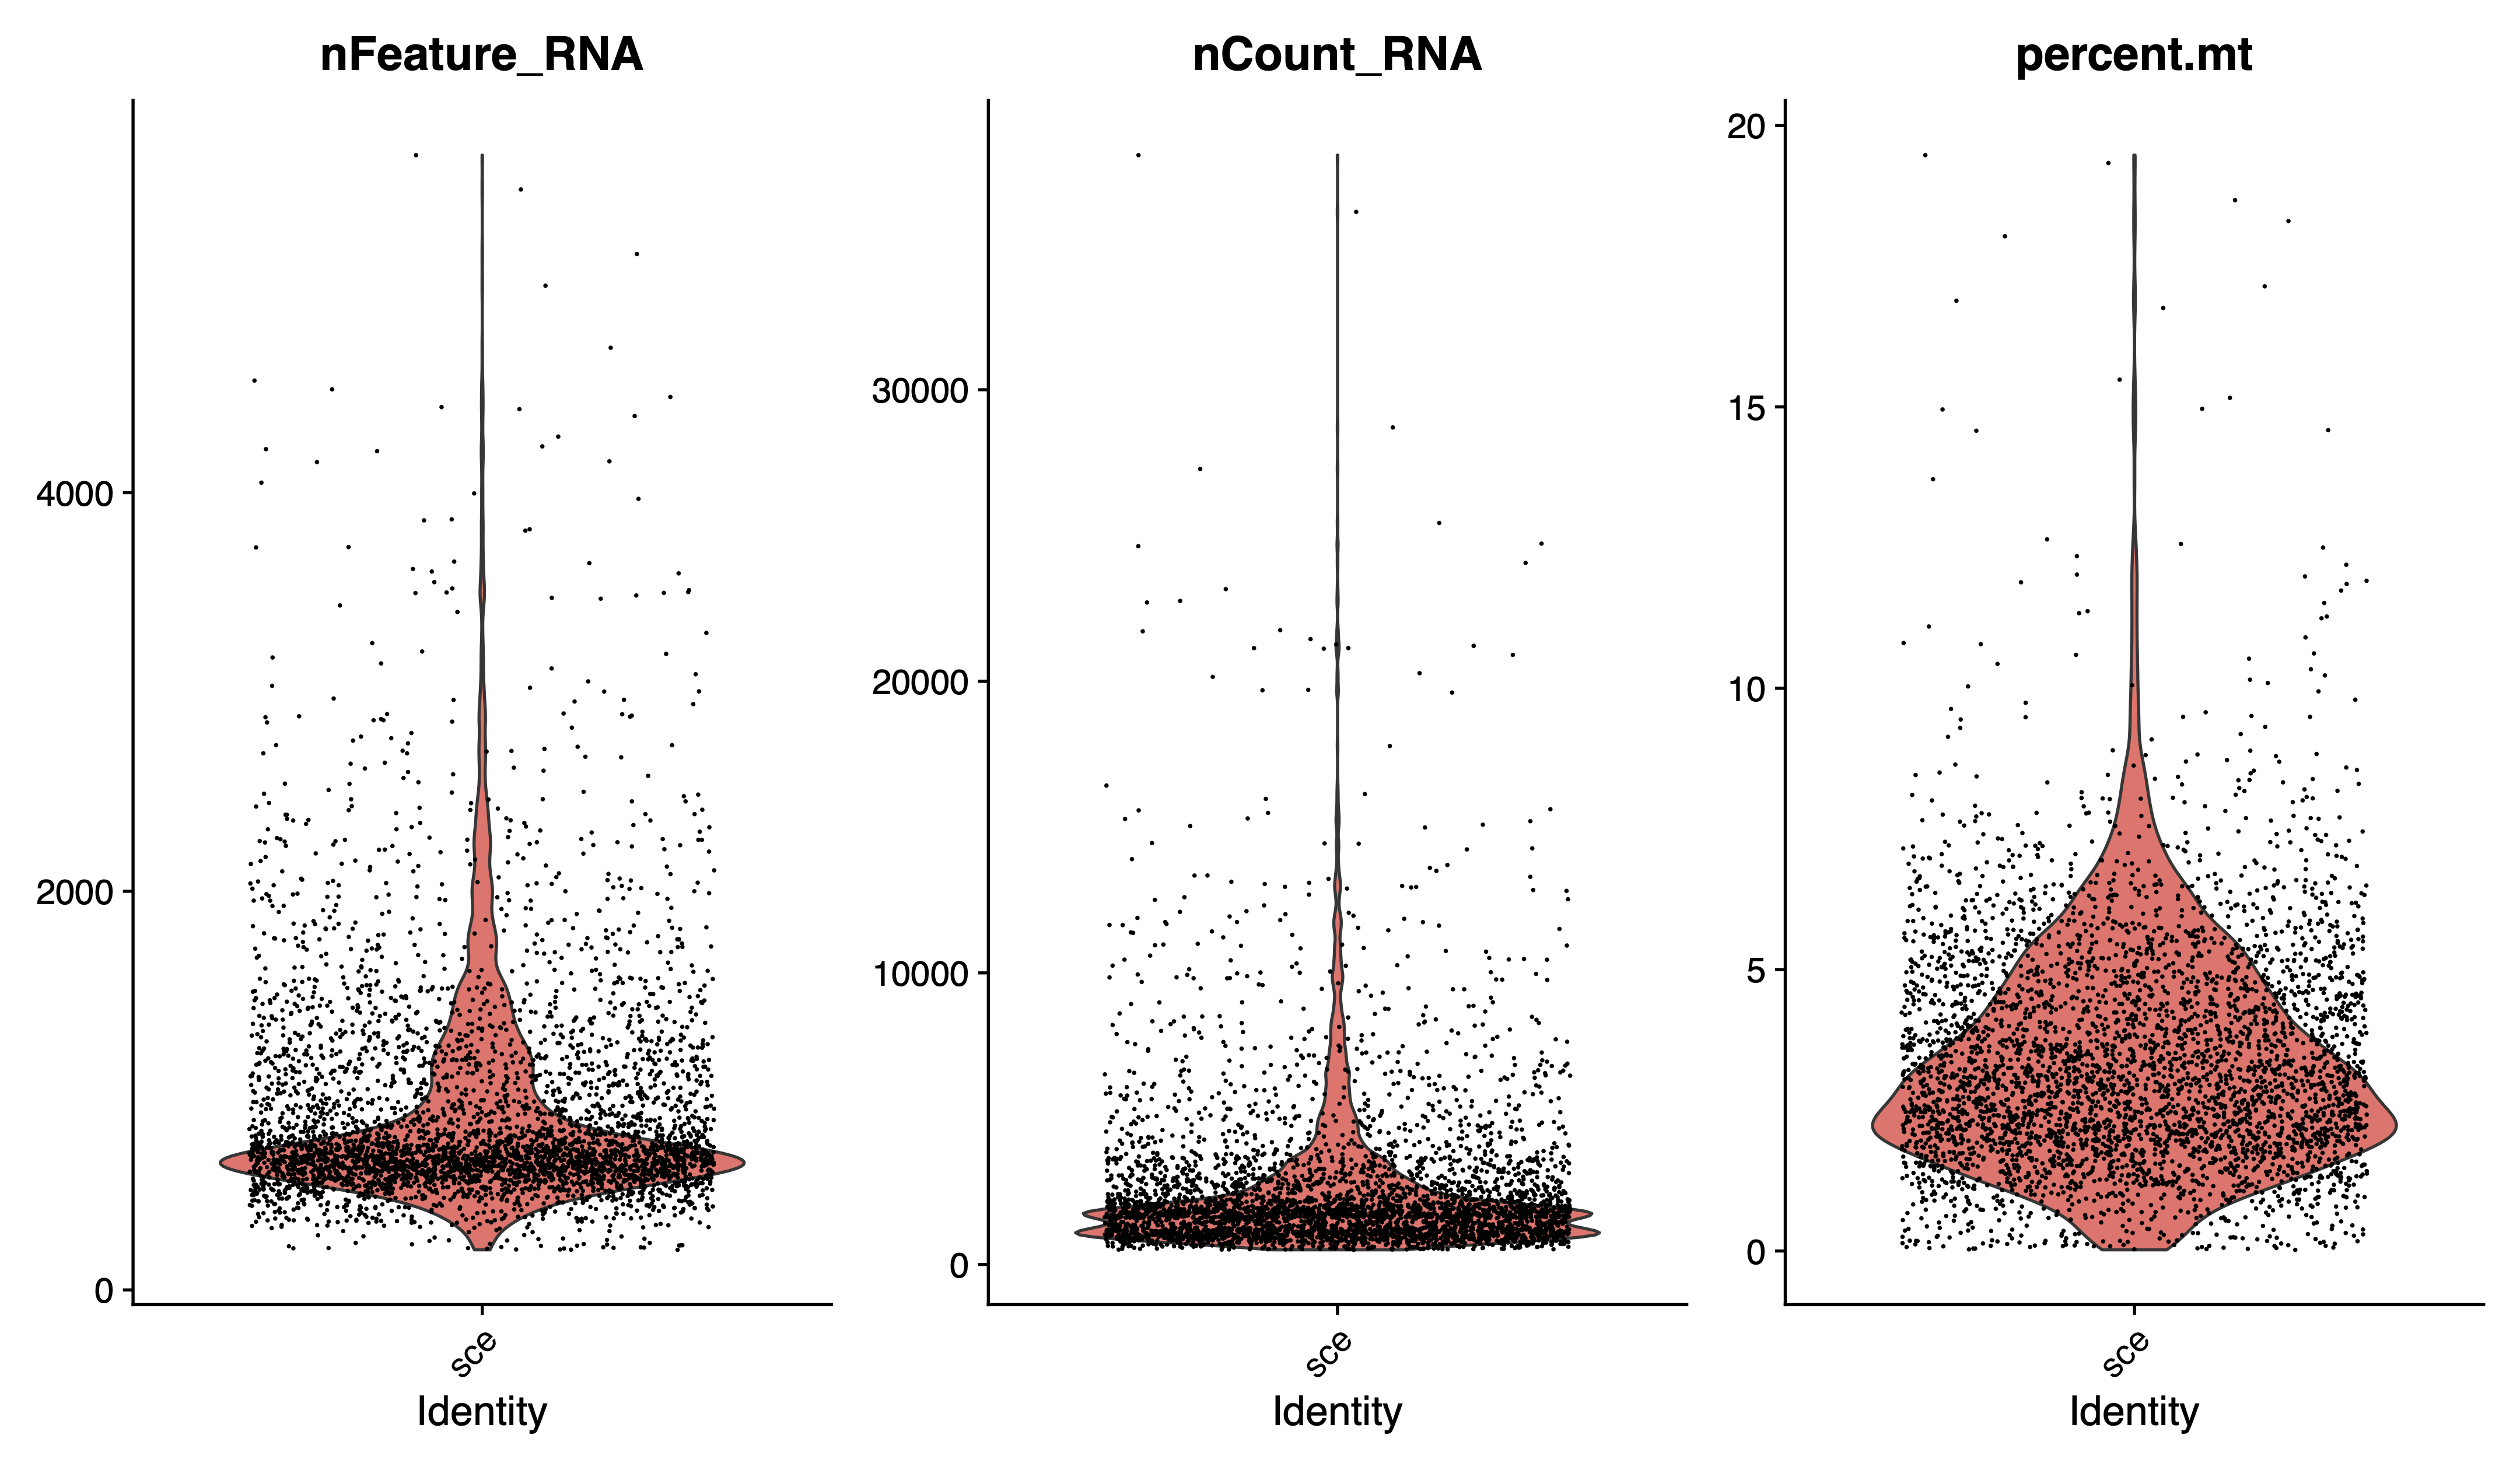 nFeature_RNA
nCount_RNA
percent.mt
4000
2000
0
sce
Identity
30000
20000
10000
0
sce
Identity
20
15
10
5
0
sce
Identity